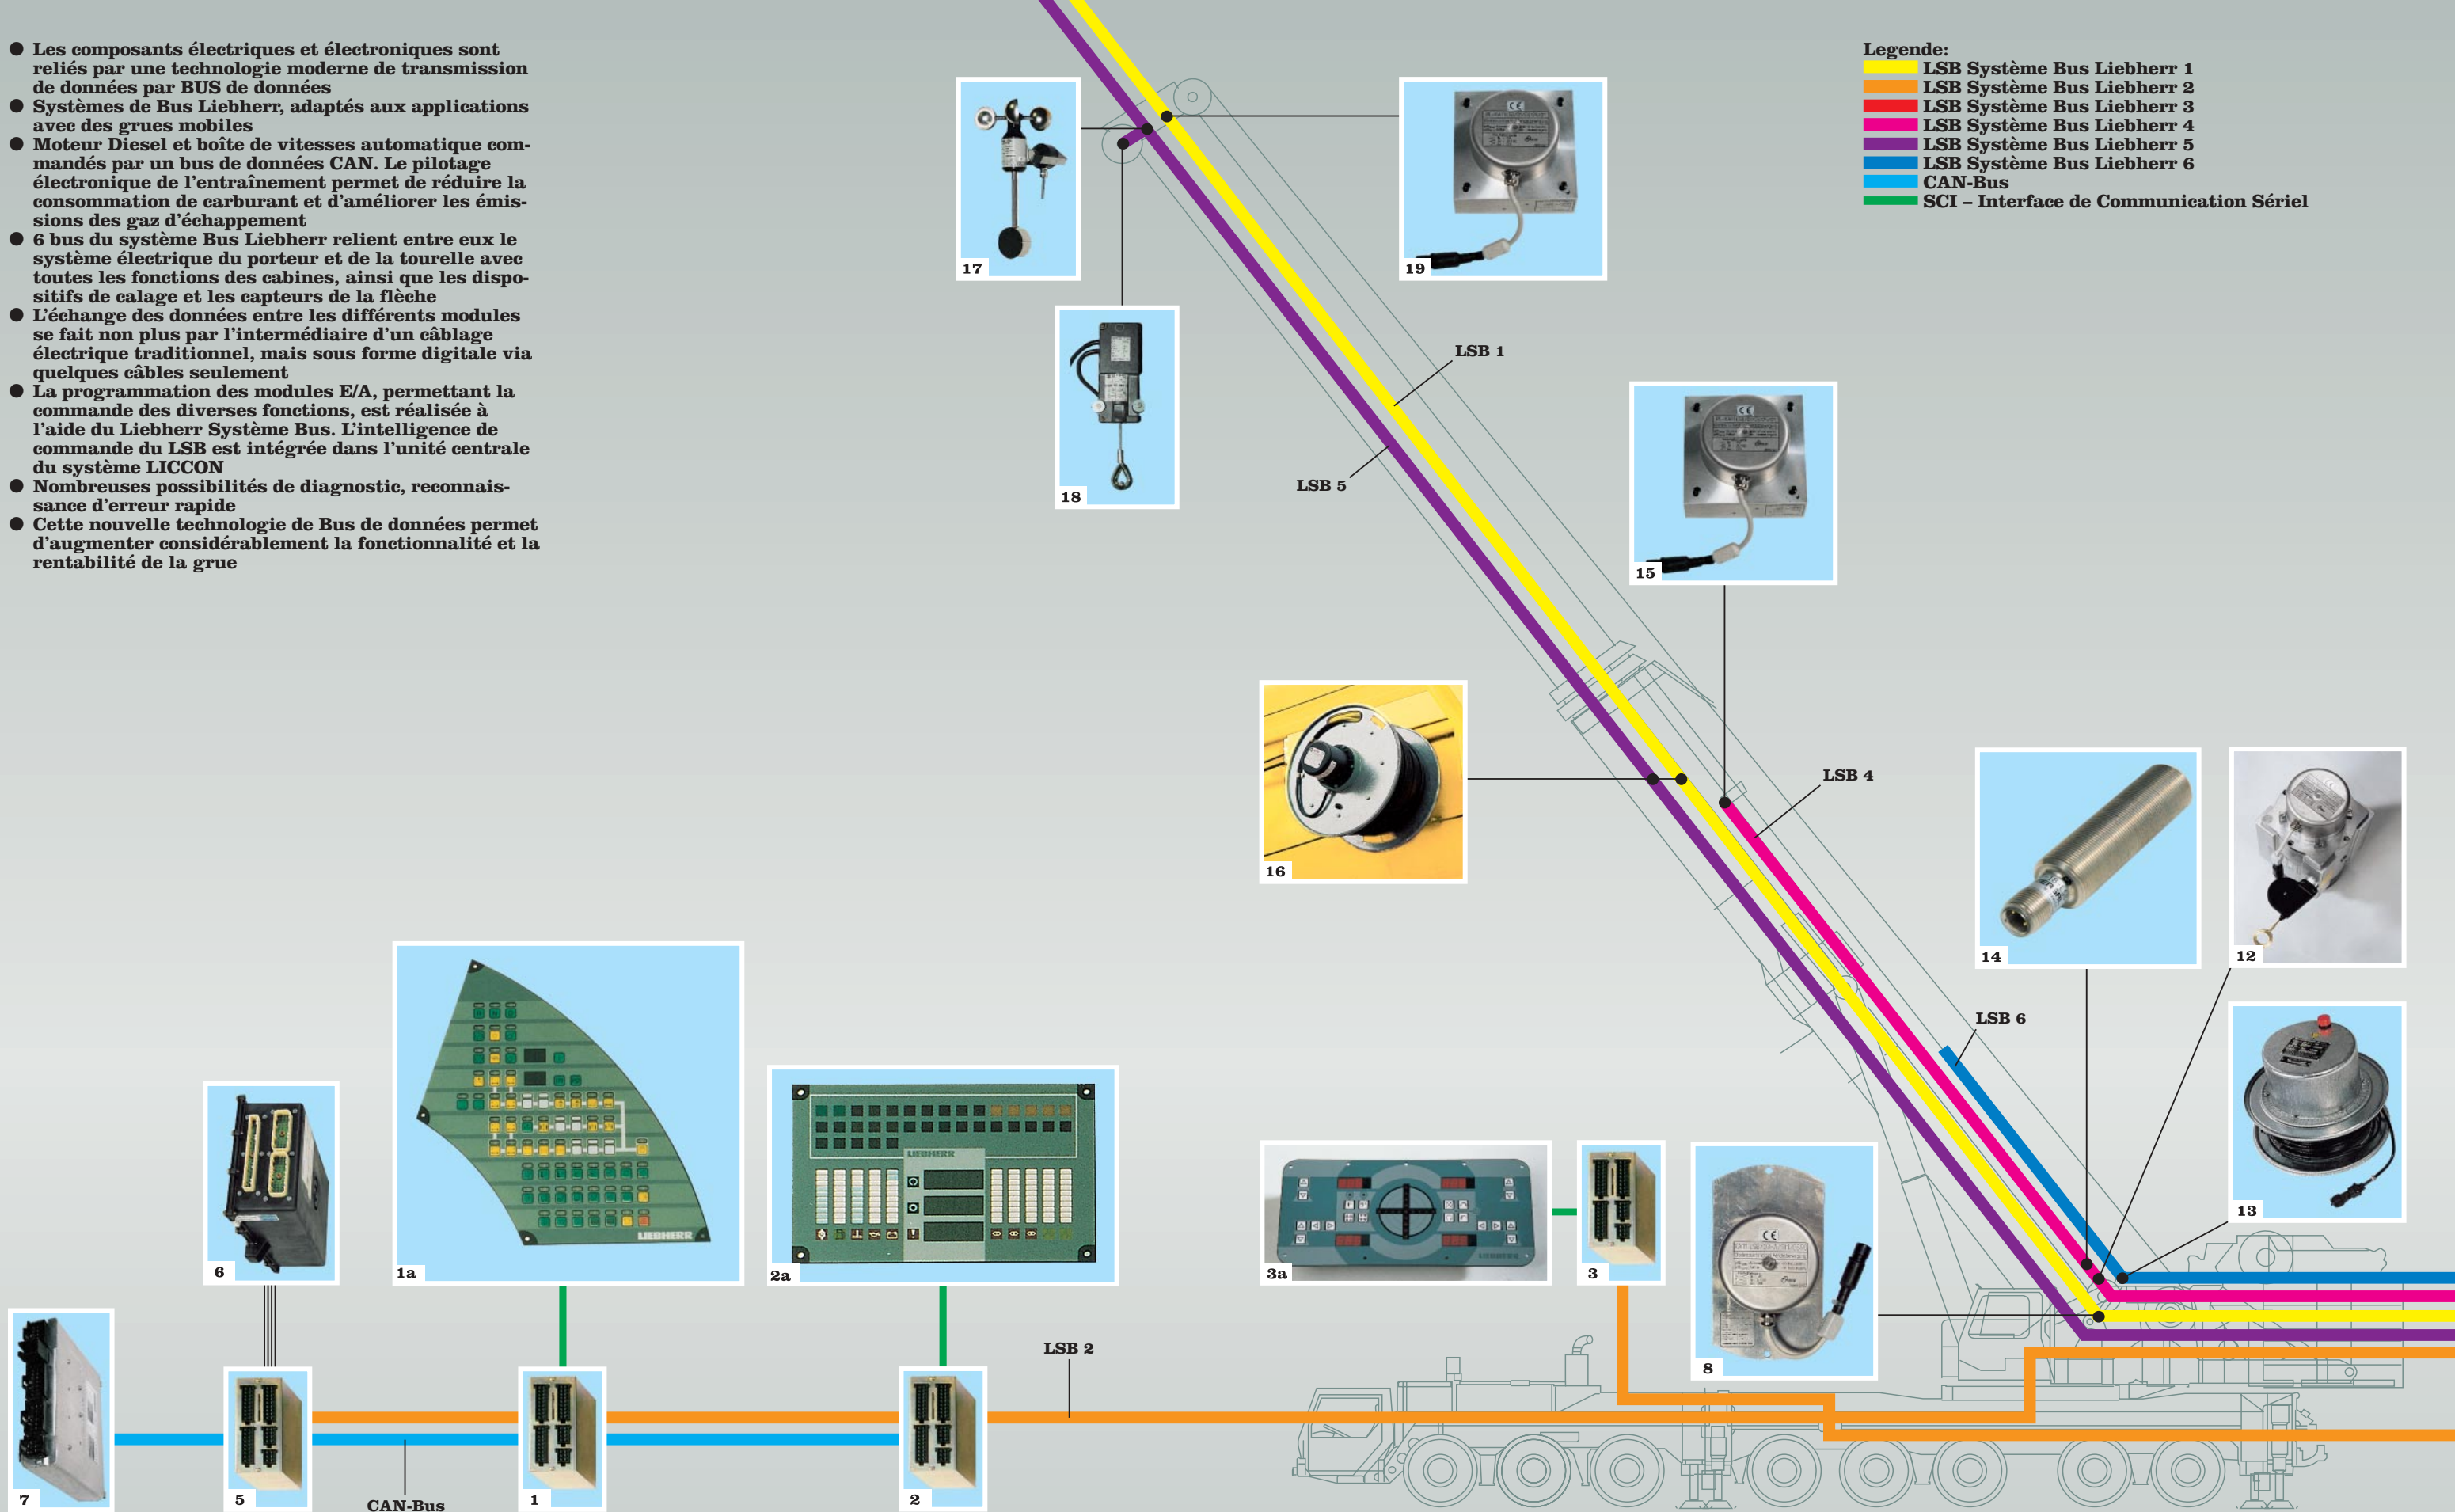 ● Les composants électriques et électroniques sont
reliés par une technologie moderne de transmission
de données par BUS de données
● Systèmes de Bus Liebherr, adaptés aux applications
avec des grues mobiles
● Moteur Diesel et boîte de vitesses automatique com-
mandés par un bus de données CAN. Le pilotage
électronique de l'entraînement permet de réduire la
consommation de carburant et d'améliorer les émis-
sions des gaz d'échappement
● 6 bus du système Bus Liebherr relient entre eux le
système électrique du porteur et de la tourelle avec
toutes les fonctions des cabines, ainsi que les dispo-
sitifs de calage et les capteurs de la flèche
● L'échange des données entre les différents modules
se fait non plus par l'intermédiaire d'un câblage
électrique traditionnel, mais sous forme digitale via
quelques câbles seulement
● La programmation des modules E/A, permettant la
commande des diverses fonctions, est réalisée à
l'aide du Liebherr Système Bus. L'intelligence de
commande du LSB est intégrée dans l'unité centrale
du système LICCON
● Nombreuses possibilités de diagnostic, reconnais-
sance d'erreur rapide
● Cette nouvelle technologie de Bus de données permet
d'augmenter considérablement la fonctionnalité et la
rentabilité de la grue
Legende:
LSB Système Bus Liebherr 1
LSB Système Bus Liebherr 2
LSB Système Bus Liebherr 3
LSB Système Bus Liebherr 4
LSB Système Bus Liebherr 5
LSB Système Bus Liebherr 6
CAN-Bus
SCI – Interface de Communication Sériel
17
19
CE
18
LSB 1
LSB 5
15
CE
16
LSB 4
14
12
LSB 6
13
6
1a
LIEBHERR
2a
LIEBHERR
3a
LIEBHERR
3
8
CE
LSB 2
7
5
CAN-Bus
1
2